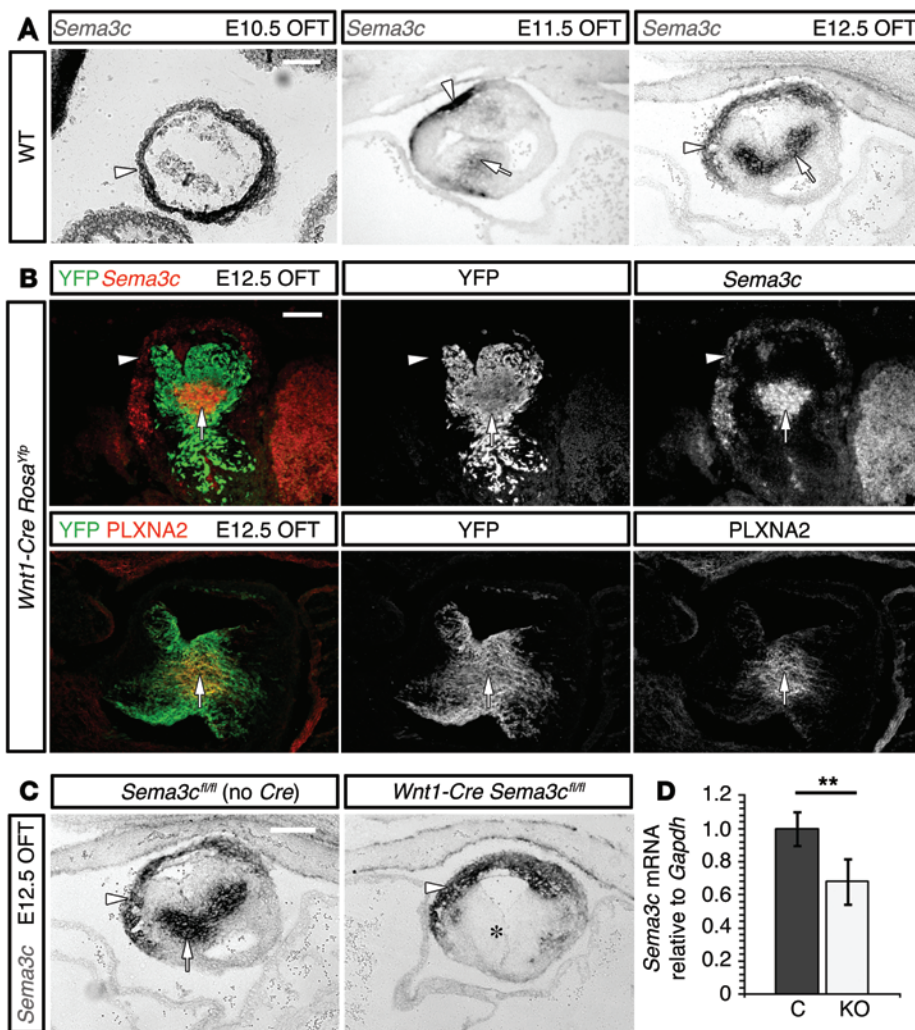 A
Sema3c E10.5 OFT
Sema3c E11.5 OFT
Sema3c E12.5 OFT
WT
B
YFP Sema3c E12.5 OFT
YFP
Sema3c
Wnt1-Cre Rosa^Yfp
YFP PLXNA2 E12.5 OFT
YFP
PLXNA2
C
Sema3c^fl/fl (no Cre)
Wnt1-Cre Sema3c^fl/fl
Sema3c E12.5 OFT
*
D
**
Sema3c mRNA
relative to Gapdh
1.2
1.0
0.8
0.6
0.4
0.2
0
C KO